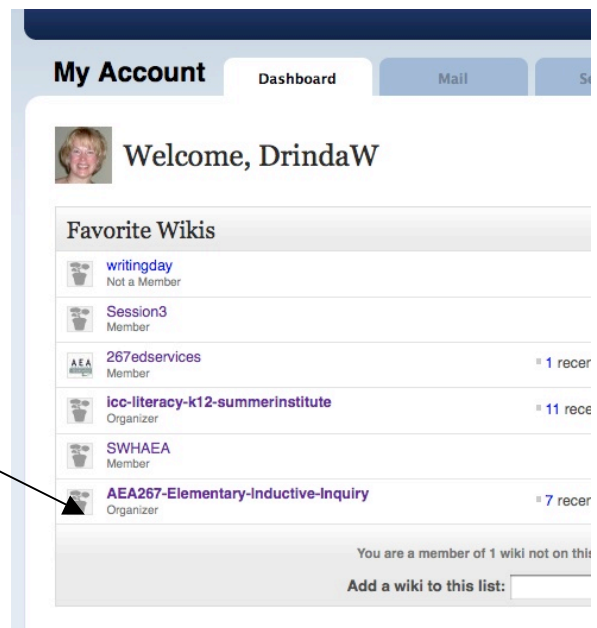 My Account Dashboard Mail
Welcome, DrindaW
Favorite Wikis
writingday
Not a Member
Session3
Member
AEA 267edservices 1
Member
icc-literacy-k12-summerinstitute 11
Organizer
SWHAEA
Member
AEA267-Elementary-Inductive-Inquiry 7
Organizer
You are a member of 1 wiki not on
Add a wiki to this list: